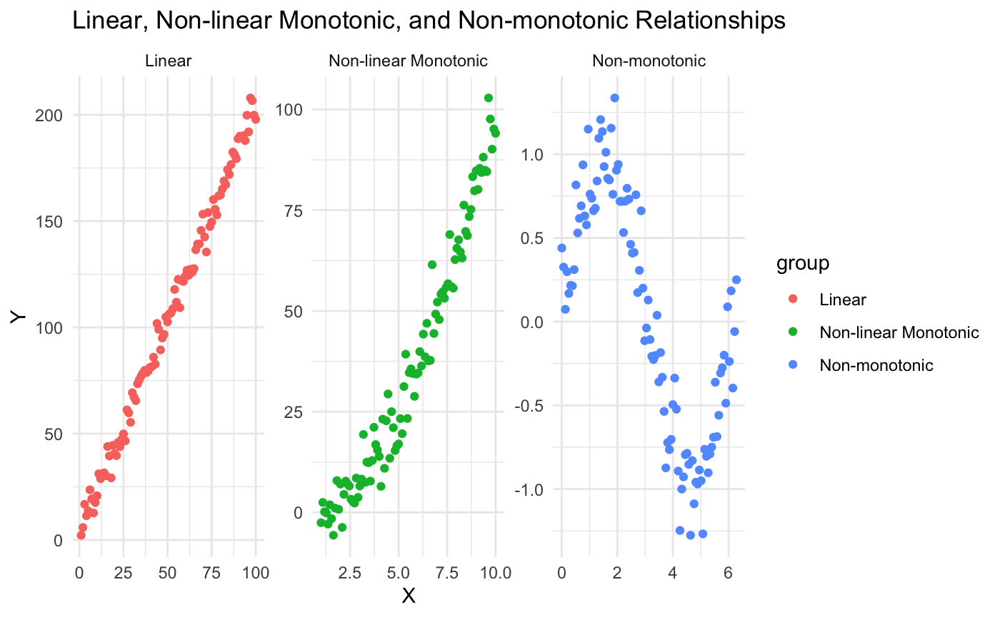 Linear, Non-linear Monotonic, and Non-monotonic Relationships
Linear
Non-linear Monotonic
Non-monotonic
Y
200
150
100
50
0
0 25 50 75 100
100
75
50
25
0
2.5 5.0 7.5 10.0
1.0
0.5
0.0
-0.5
-1.0
0 2 4 6
X
group
Linear
Non-linear Monotonic
Non-monotonic